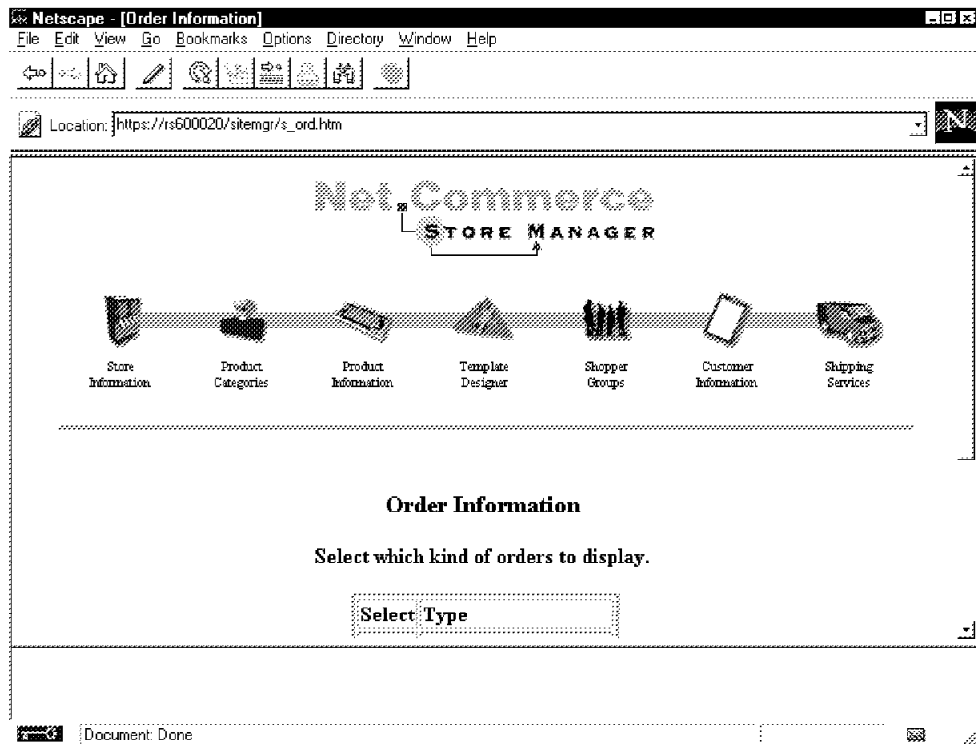 Netscape - [Order Information]
File Edit View Go Bookmarks Options Directory Window Help
Location: https://rs600020/sitemgr/s_ord.htm
N
Net.Commerce
STORE MANAGER
Store Information
Product Categories
Product Information
Template Designer
Shopper Groups
Customer Information
Shipping Services
Order Information
Select which kind of orders to display.
Select Type
Document: Done